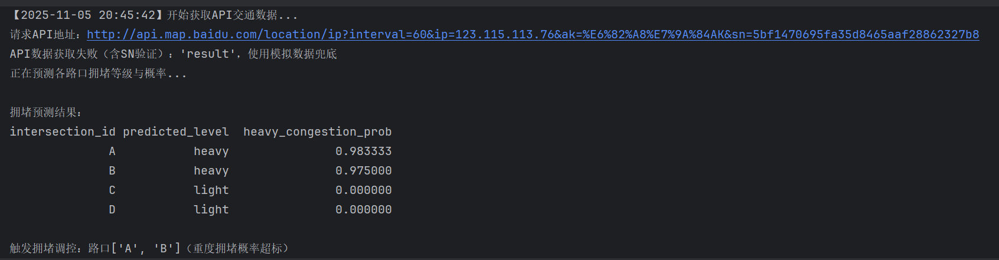 【2025-11-05 20:45:42】开始获取API交通数据...
请求API地址：http://api.map.baidu.com/location/ip?interval=60&ip=123.115.113.76&ak=%E6%82%A8%E7%9A%84AK&sn=5bf1470695fa35d8465aaf28862327b8
API数据获取失败（含SN验证）：'result'，使用模拟数据兜底
正在预测各路口拥堵等级与概率...
拥堵预测结果：
intersection_id predicted_level  heavy_congestion_prob
A           heavy               0.983333
B           heavy               0.975000
C           light               0.000000
D           light               0.000000
触发拥堵调控：路口['A', 'B']（重度拥堵概率超标）